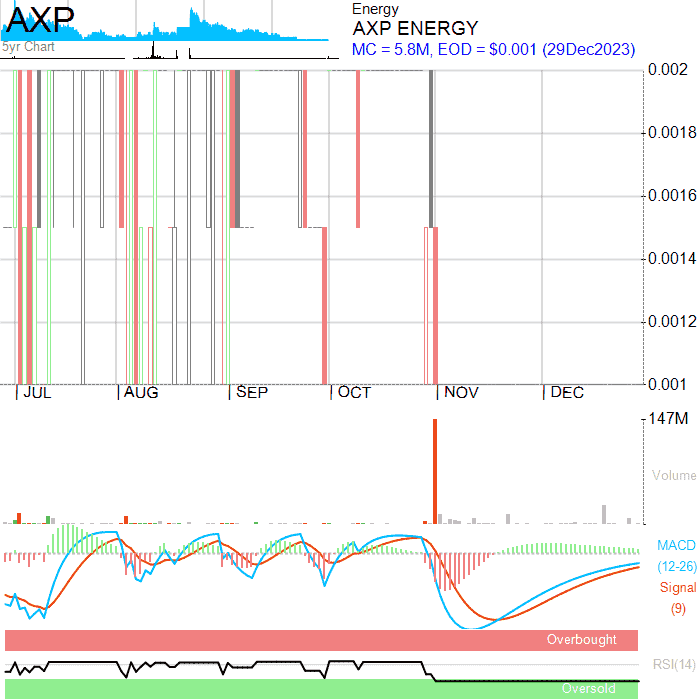 AXP
5yr Chart
Energy
AXP ENERGY
MC = 5.8M, EOD = $0.001 (29Dec2023)
0.002
0.0018
0.0016
0.0014
0.0012
0.001
JUL AUG SEP OCT NOV DEC
147M
Volume
MACD
(12-26)
Signal
(9)
Overbought
RSI(14)
Oversold